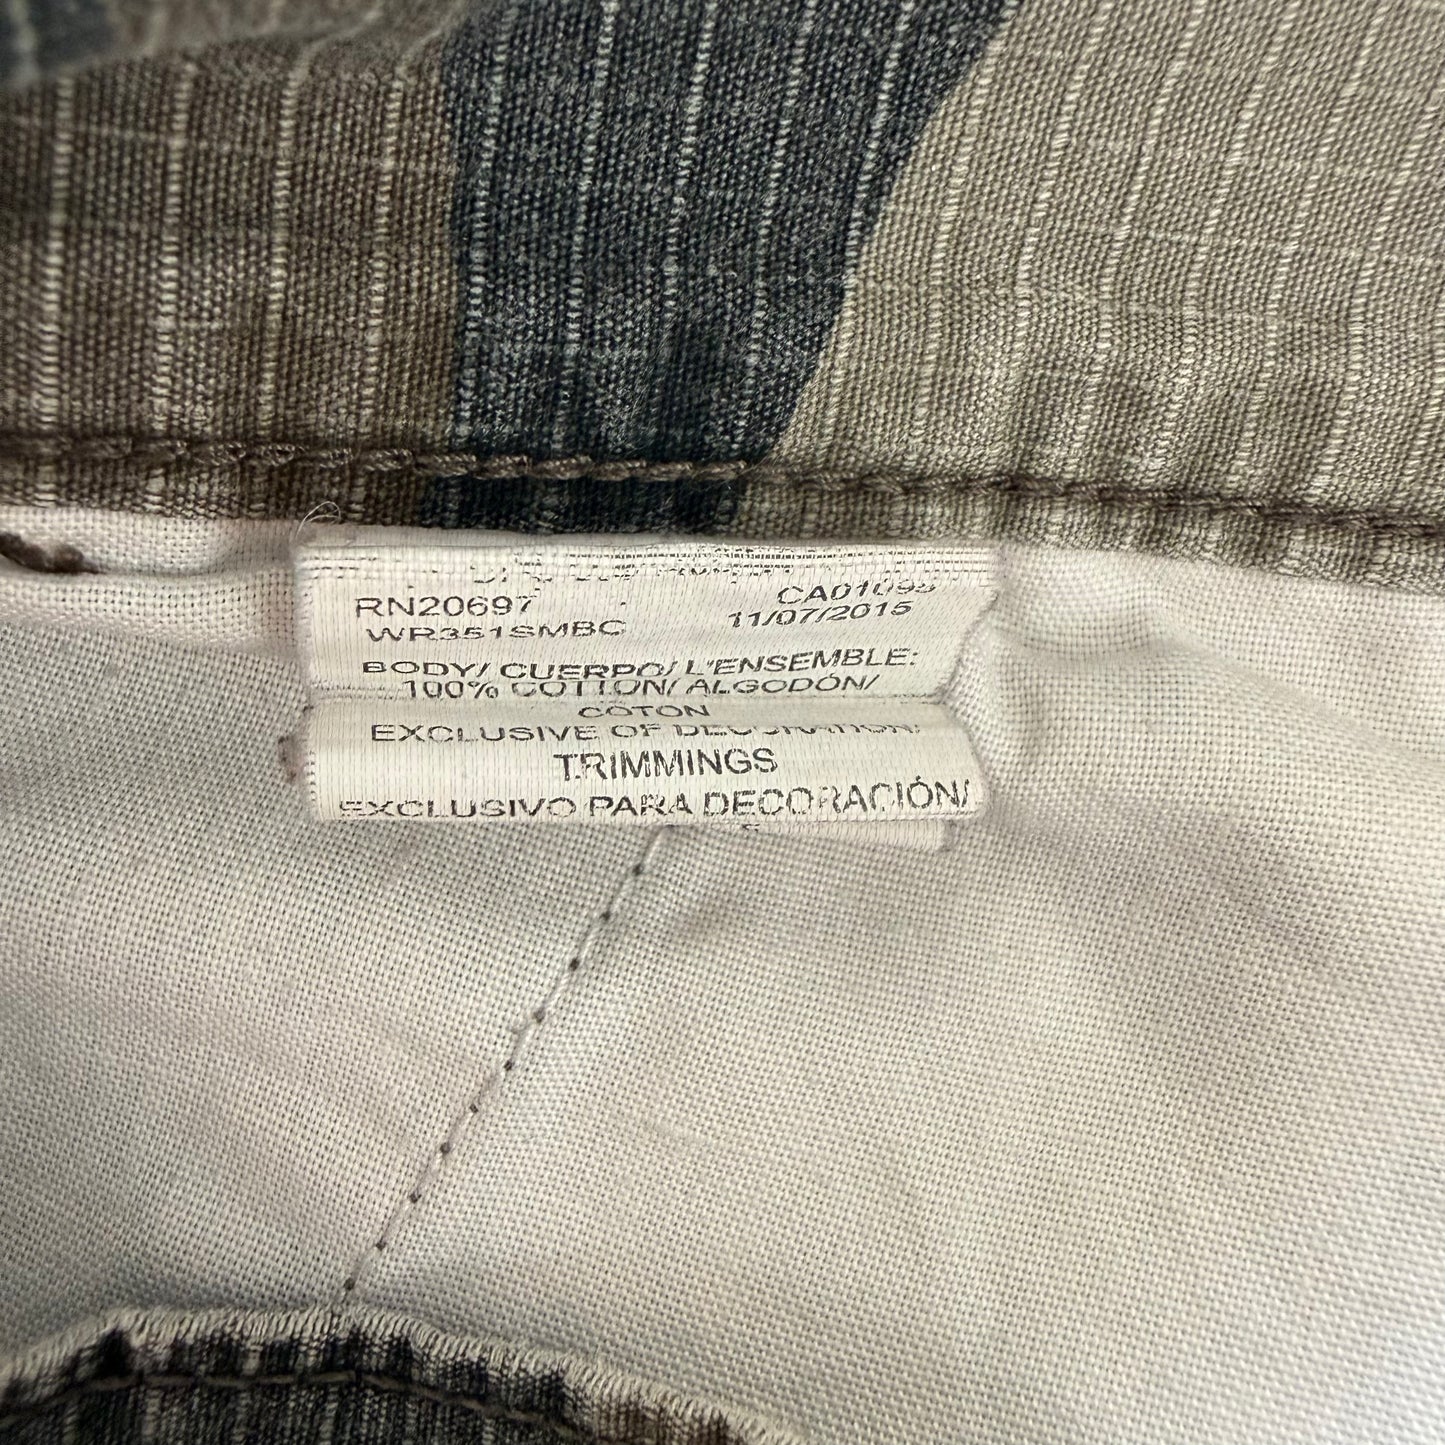 RN20697 CA01093
WR351SMBC 11/07/2015
BODY/ CUERPO/ L'ENSEMBLE:
100% COTTON/ ALGODÓN/
COTON
EXCLUSIVE OF DECORATION/
TRIMMINGS
EXCLUSIVO PARA DECORACIÓN/